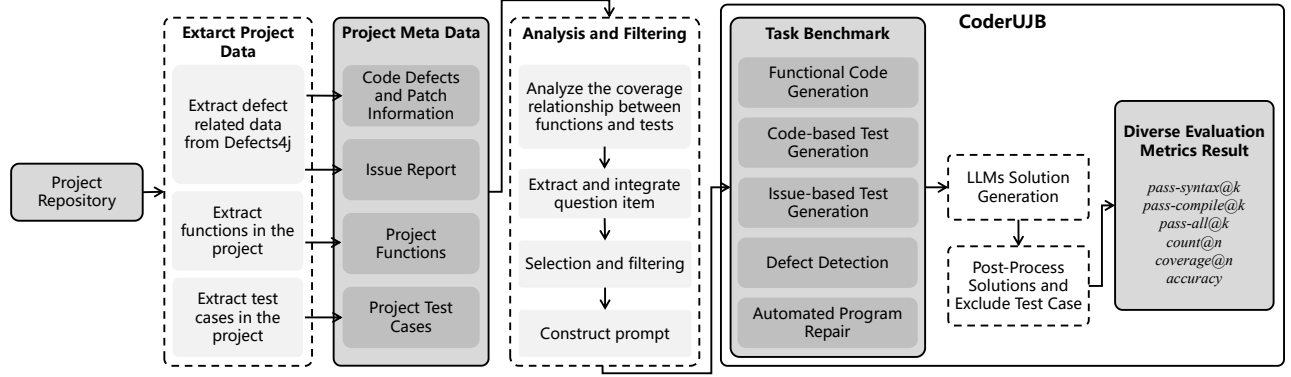 Project
Repository
Extarct Project
Data
Extract defect
related data
from Defects4j
Extract
functions in the
project
Extract test
cases in the
project
Project Meta Data
Code Defects
and Patch
Information
Issue Report
Project
Functions
Project Test
Cases
Analysis and Filtering
Analyze the coverage
relationship between
functions and tests
Extract and integrate
question item
Selection and filtering
Construct prompt
CoderUJB
Task Benchmark
Functional Code
Generation
Code-based Test
Generation
Issue-based Test
Generation
Defect Detection
Automated Program
Repair
LLMs Solution
Generation
Post-Process
Solutions and
Exclude Test Case
Diverse Evaluation
Metrics Result
pass-syntax@k
pass-compile@k
pass-all@k
count@n
coverage@n
accuracy